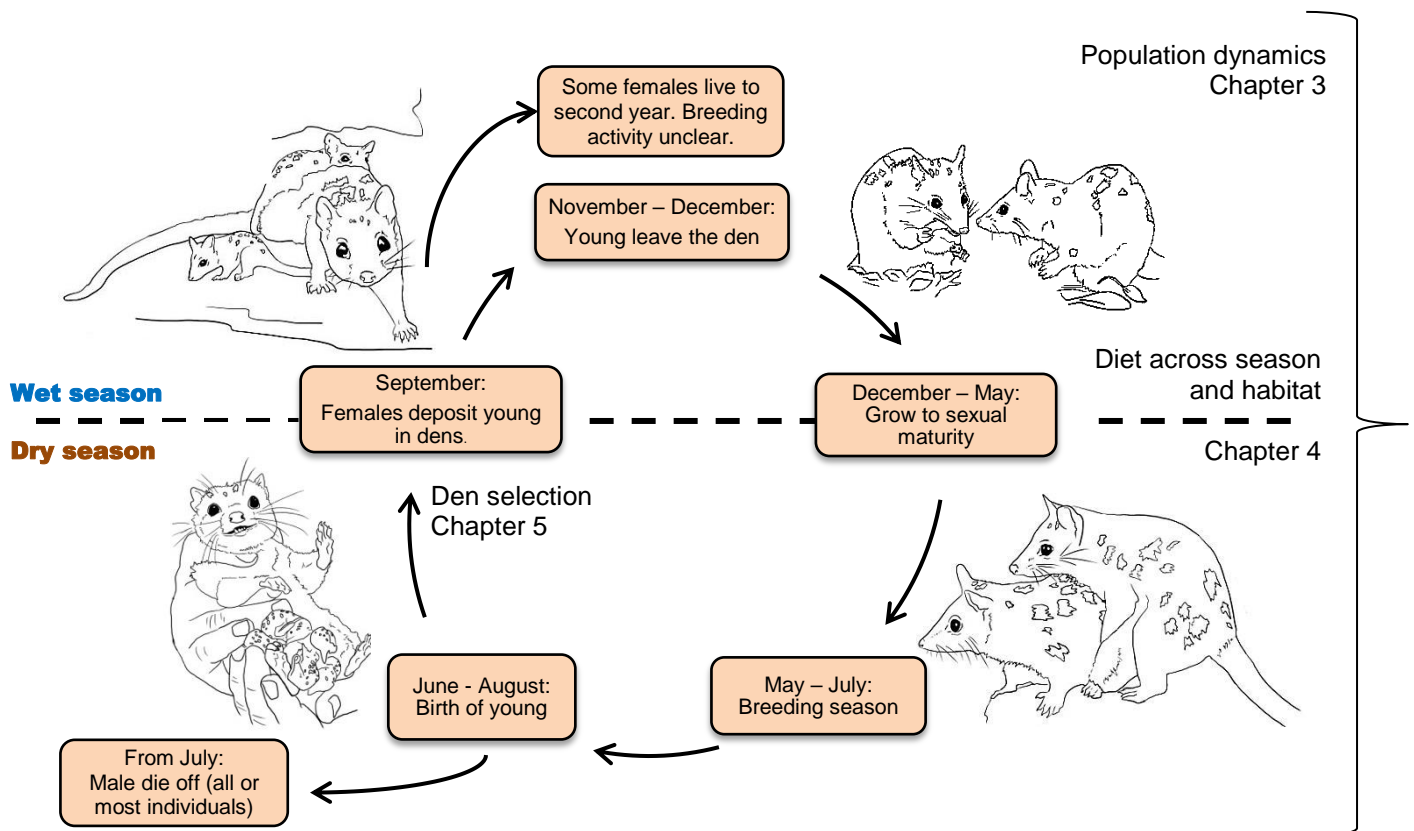 Population dynamics
Chapter 3
Some females live to
second year. Breeding
activity unclear.
November – December:
Young leave the den
Diet across season
and habitat
Wet season
September:
Females deposit young
in dens.
December – May:
Grow to sexual
maturity
Dry season
Chapter 4
Den selection
Chapter 5
June - August:
Birth of young
May – July:
Breeding season
From July:
Male die off (all or
most individuals)